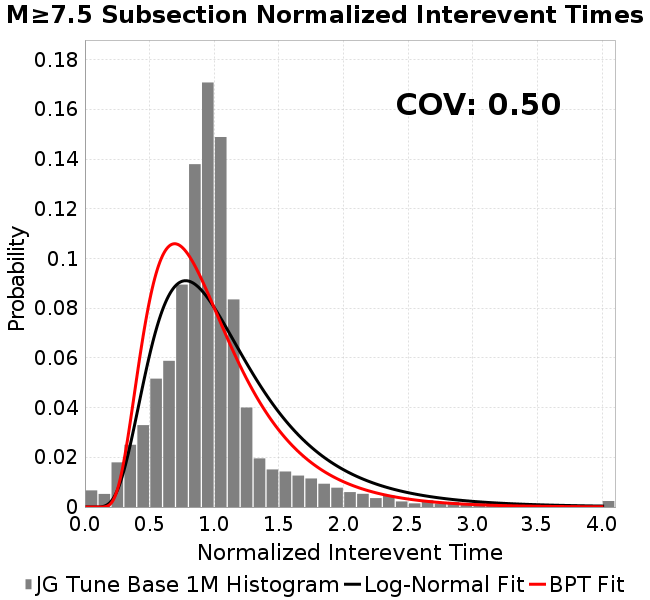 M≥7.5 Subsection Normalized Interevent Times
COV: 0.50
Probability
0.18
0.16
0.14
0.12
0.1
0.08
0.06
0.04
0.02
0
0.0 0.5 1.0 1.5 2.0 2.5 3.0 3.5 4.0
Normalized Interevent Time
JG Tune Base 1M Histogram Log-Normal Fit BPT Fit